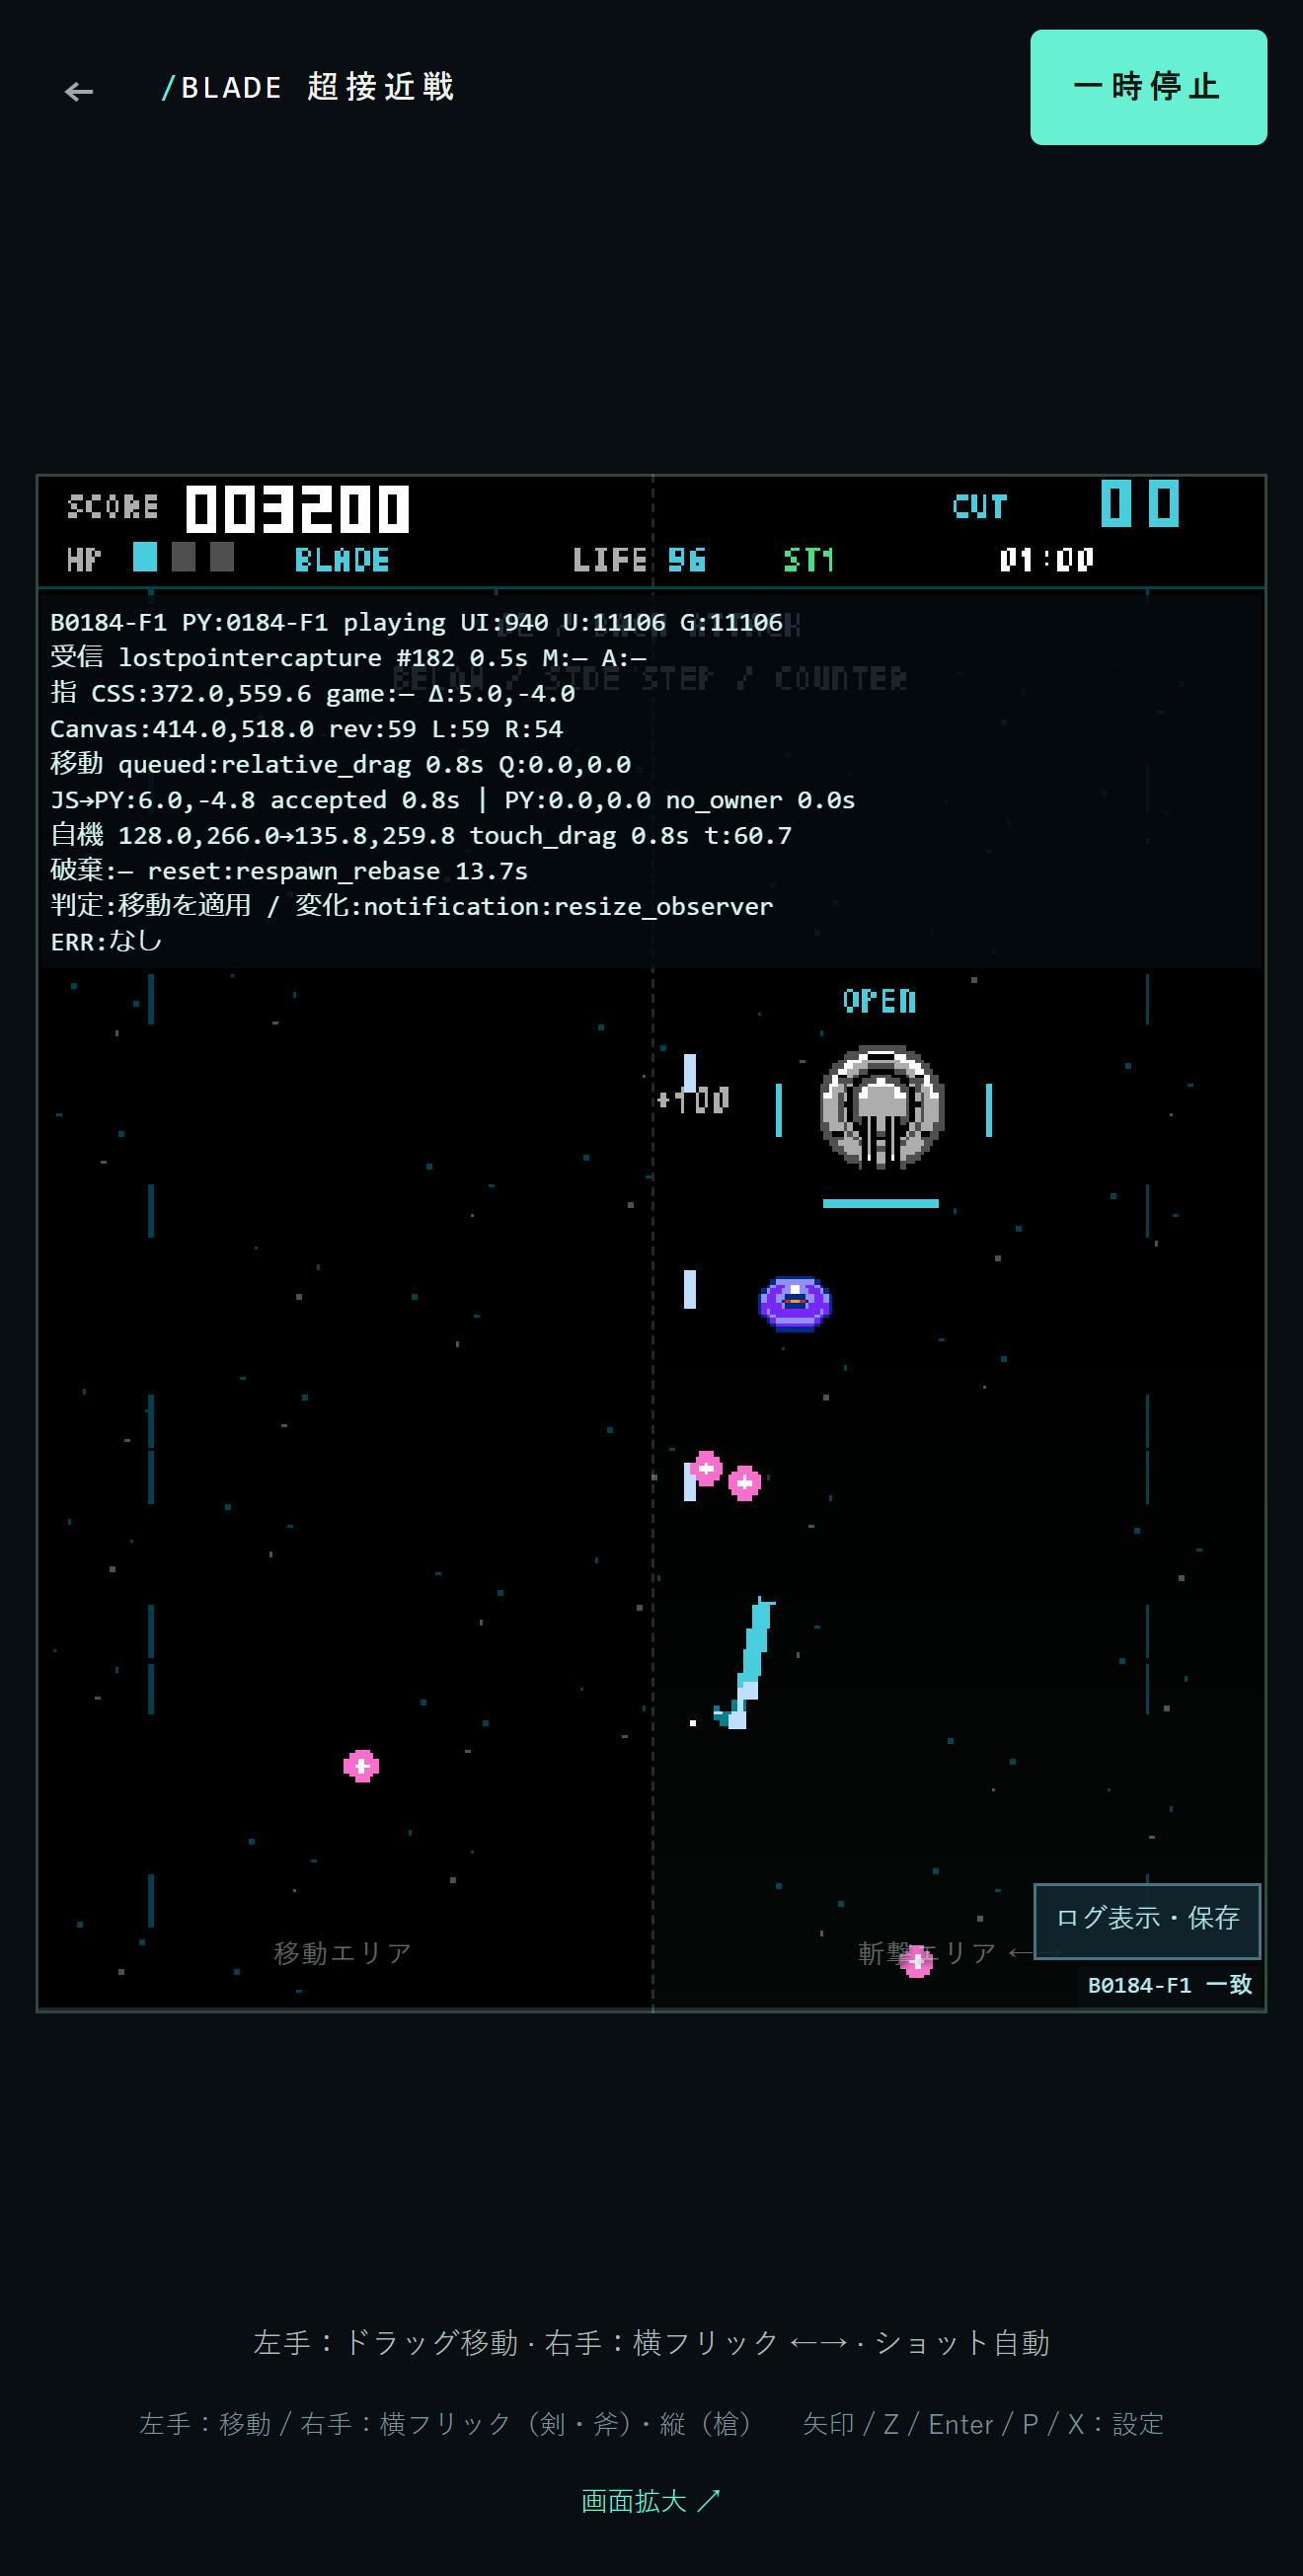 ← /BLADE 超接近戦 一時停止
SCORE 003200 CUT 00
HP BLADE LIFE 96 ST1 01:00
B0184-F1 PY:0184-F1 playing UI:940 U:11106 G:11106
受信 lostpointercapture #182 0.5s M:— A:—
BELOW / SIDE STEP / COUNTER
指 CSS:372.0,559.6 game:— Δ:5.0,-4.0
Canvas:414.0,518.0 rev:59 L:59 R:54
移動 queued:relative_drag 0.8s Q:0.0,0.0
JS→PY:6.0,-4.8 accepted 0.8s | PY:0.0,0.0 no_owner 0.0s
自機 128.0,266.0→135.8,259.8 touch_drag 0.8s t:60.7
破棄:— reset:respawn_rebase 13.7s
判定:移動を適用 / 変化:notification:resize_observer
ERR:なし
OPEN
+100
移動エリア
斬撃エリア ←→
ログ表示・保存
B0184-F1 一致
左手：ドラッグ移動 · 右手：横フリック ←→ · ショット自動
左手：移動 / 右手：横フリック（剣・斧）・縦（槍） 矢印 / Z / Enter / P / X：設定
画面拡大 ↗